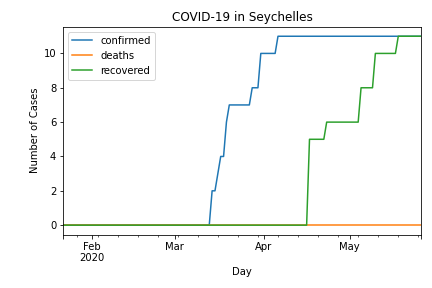 COVID-19 in Seychelles
confirmed
deaths
recovered
Number of Cases
10
8
6
4
2
0
Feb
2020
Mar
Apr
May
Day